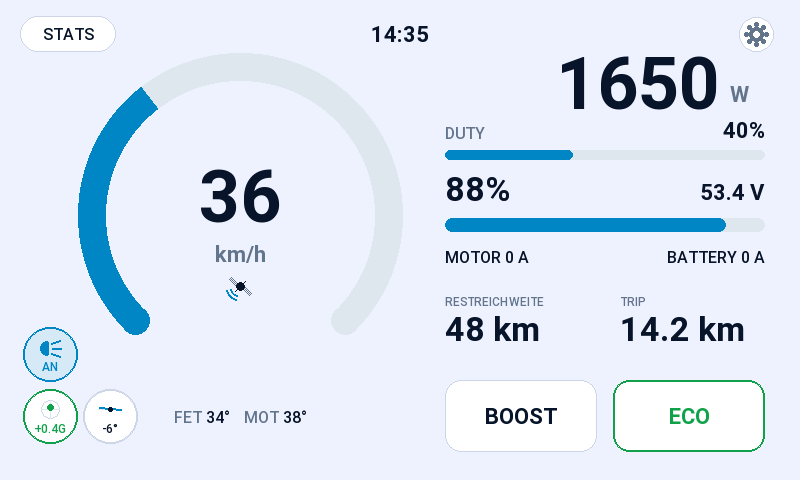 STATS
14:35
1650 W
DUTY 40%
88% 53.4 V
MOTOR 0 A BATTERY 0 A
RESTREICHWEITE TRIP
48 km 14.2 km
BOOST ECO
36
km/h
AN
+0.4G -6°
FET 34° MOT 38°